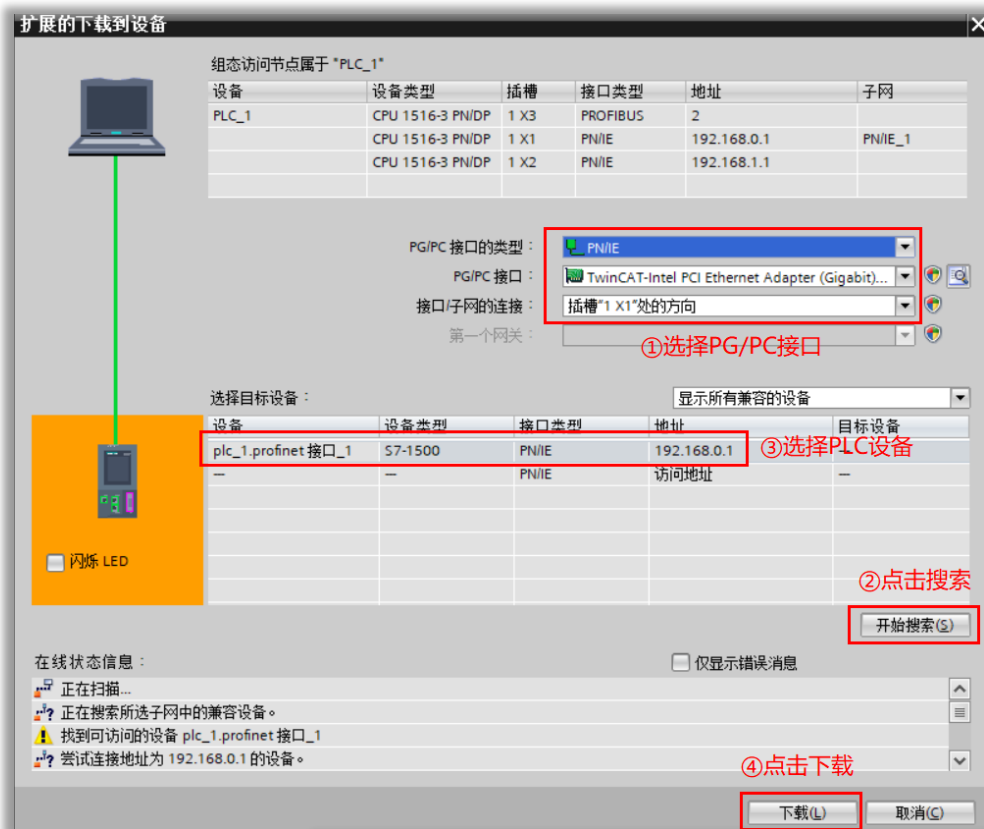 扩展的下载到设备
组态访问节点属于 "PLC_1"
设备 设备类型 插槽 接口类型 地址 子网
PLC_1 CPU 1516-3 PN/DP 1 X3 PROFIBUS 2
CPU 1516-3 PN/DP 1 X1 PN/IE 192.168.0.1 PN/IE_1
CPU 1516-3 PN/DP 1 X2 PN/IE 192.168.1.1
PG/PC 接口的类型： PN/IE
PG/PC 接口： TwinCAT-Intel PCI Ethernet Adapter (Gigabit)...
接口/子网的连接： 插槽"1 X1"处的方向
第一个网关：
①选择PG/PC接口
选择目标设备： 显示所有兼容的设备
设备 设备类型 接口类型 地址 目标设备
plc_1.profinet 接口_1 S7-1500 PN/IE 192.168.0.1 —
③选择PLC设备
— — PN/IE 访问地址 —
闪烁 LED
②点击搜索
开始搜索(S)
在线状态信息： 仅显示错误消息
正在扫描...
正在搜索所选子网中的兼容设备。
找到可访问的设备 plc_1.profinet 接口_1
尝试连接地址为 192.168.0.1 的设备。
④点击下载
下载(L) 取消(C)